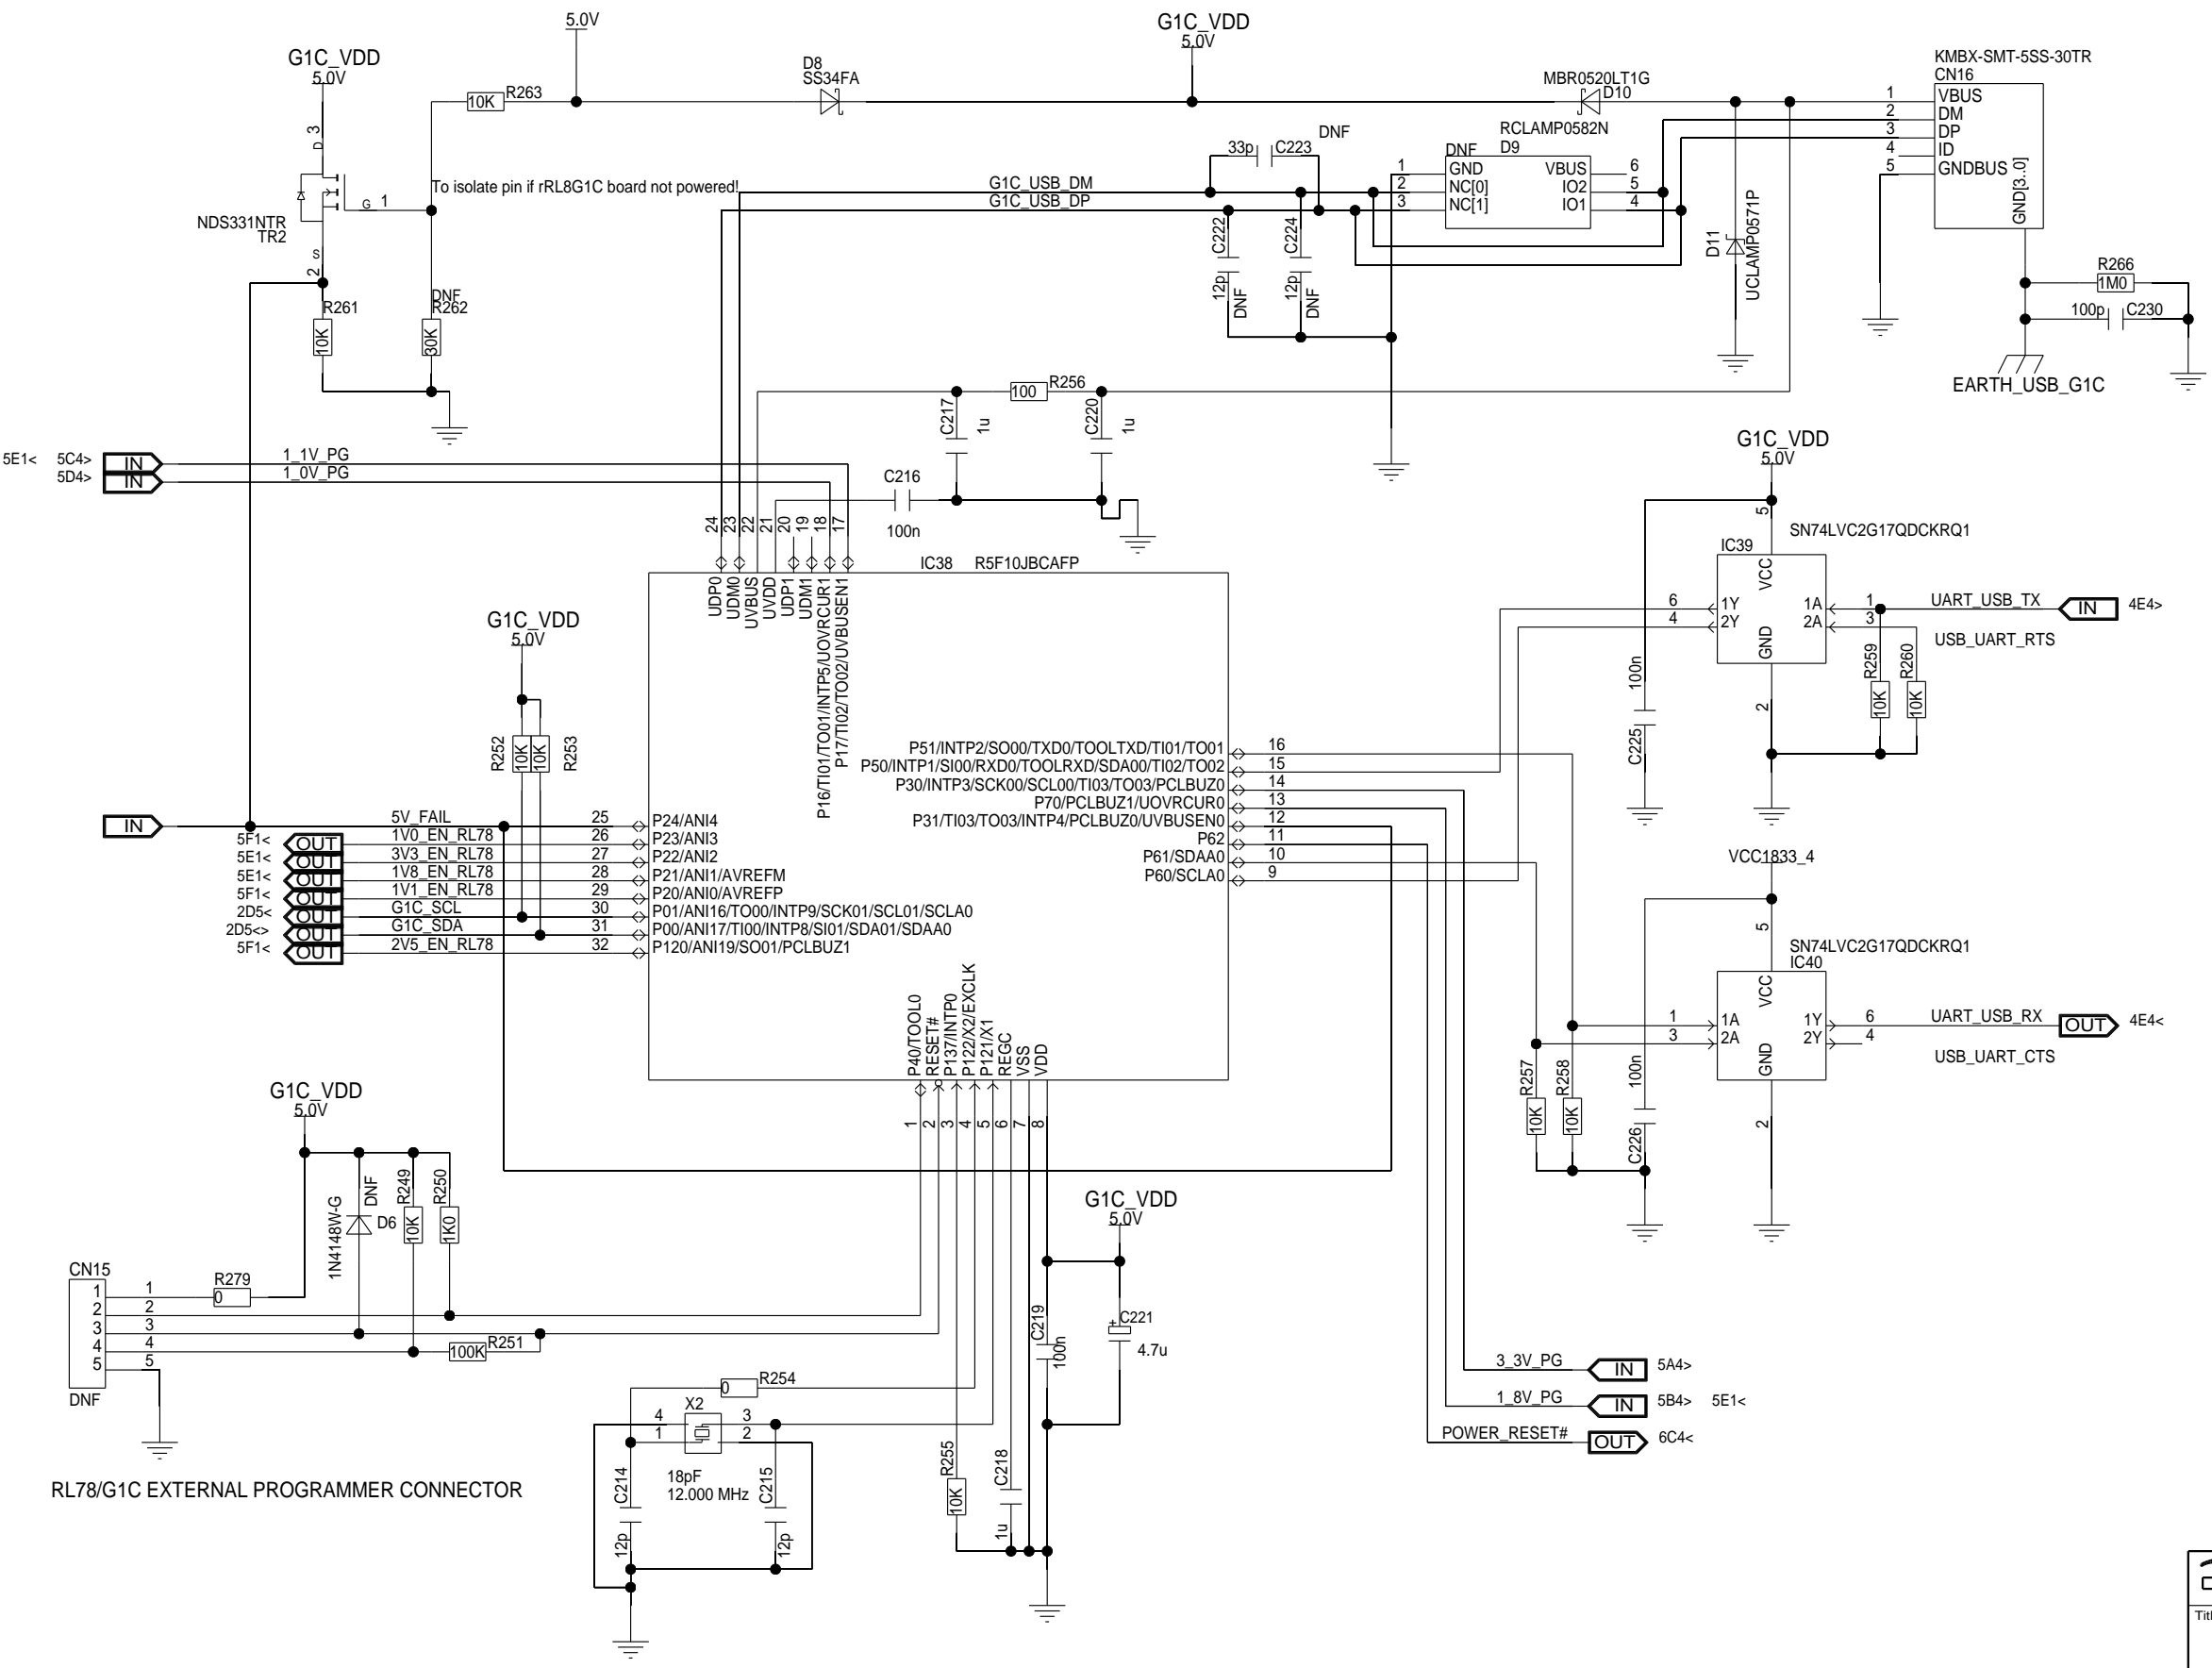 5.0V
G1C_VDD
5.0V
G1C_VDD
5.0V
D8
SS34FA
MBR0520LT1G
D10
KMBX-SMT-5SS-30TR
CN16
1 VBUS
2 DM
3 DP
4 ID
5 GNDBUS
GND[3..0]
10K R263
D 3
G 1
S 2
To isolate pin if rRL8G1C board not powered!
NDS331NTR
TR2
G1C_USB_DM
G1C_USB_DP
33p C223
DNF
RCLAMP0582N
DNF D9
1 GND VBUS 6
2 NC[0] IO2 5
3 NC[1] IO1 4
C222 12p DNF
C224 12p DNF
D11
UCLAMP0571P
R266
1M0
100p C230
EARTH_USB_G1C
R261
10K
DNF
R262
30K
100 R256
C217 1u
C220 1u
C216
100n
5E1< 5C4> IN 1_1V_PG
5D4> IN 1_0V_PG
24 23 22 21 20 19 18 17
IC38 R5F10JBCAFP
UDP0
UDM0
UVBUS
UVDD
UDP1
UDM1
P16/TI01/TO01/INTP5/UOVRCUR1
P17/TI02/TO02/UVBUSEN1
G1C_VDD
5.0V
SN74LVC2G17QDCKRQ1
IC39
5
VCC
6 1Y 1A 1
4 2Y 2A 3
GND
2
UART_USB_TX IN 4E4>
USB_UART_RTS
R259 10K
R260 10K
100n
C225
G1C_VDD
5.0V
R252 10K
10K R253
P51/INTP2/SO00/TXD0/TOOLTXD/TI01/TO01 16
P50/INTP1/SI00/RXD0/TOOLRXD/SDA00/TI02/TO02 15
P30/INTP3/SCK00/SCL00/TI03/TO03/PCLBUZ0 14
P70/PCLBUZ1/UOVRCUR0 13
P31/TI03/TO03/INTP4/PCLBUZ0/UVBUSEN0 12
P62 11
P61/SDAA0 10
P60/SCLA0 9
IN 5V_FAIL 25 P24/ANI4
5F1< OUT 1V0_EN_RL78 26 P23/ANI3
5E1< OUT 3V3_EN_RL78 27 P22/ANI2
5E1< OUT 1V8_EN_RL78 28 P21/ANI1/AVREFM
5F1< OUT 1V1_EN_RL78 29 P20/ANI0/AVREFP
2D5< OUT G1C_SCL 30 P01/ANI16/TO00/INTP9/SCK01/SCL01/SCLA0
2D5<> OUT G1C_SDA 31 P00/ANI17/TI00/INTP8/SI01/SDA01/SDAA0
5F1< OUT 2V5_EN_RL78 32 P120/ANI19/SO01/PCLBUZ1
VCC1833_4
SN74LVC2G17QDCKRQ1
IC40
5
VCC
1 1A 1Y 6
3 2A 2Y 4
GND
2
UART_USB_RX OUT 4E4<
USB_UART_CTS
R257 10K
R258 10K
100n
C226
P40/TOOL0
RESET#
P137/INTP0
P122/X2/EXCLK
P121/X1
REGC
VSS
VDD
1 2 3 4 5 6 7 8
G1C_VDD
5.0V
1N4148W-G
DNF
D6
R249 10K
R250 1K0
G1C_VDD
5.0V
CN15
1 1
2 2
3 3
4 4
5 5
DNF
R279
0
100K R251
C219 100n
C221
+
4.7u
0 R254
X2
4 3
1 2
18pF
12.000 MHz
C214 12p
C215 12p
R255 10K
C218 1u
3_3V_PG IN 5A4>
1_8V_PG IN 5B4> 5E1<
POWER_RESET# OUT 6C4<
RL78/G1C EXTERNAL PROGRAMMER CONNECTOR